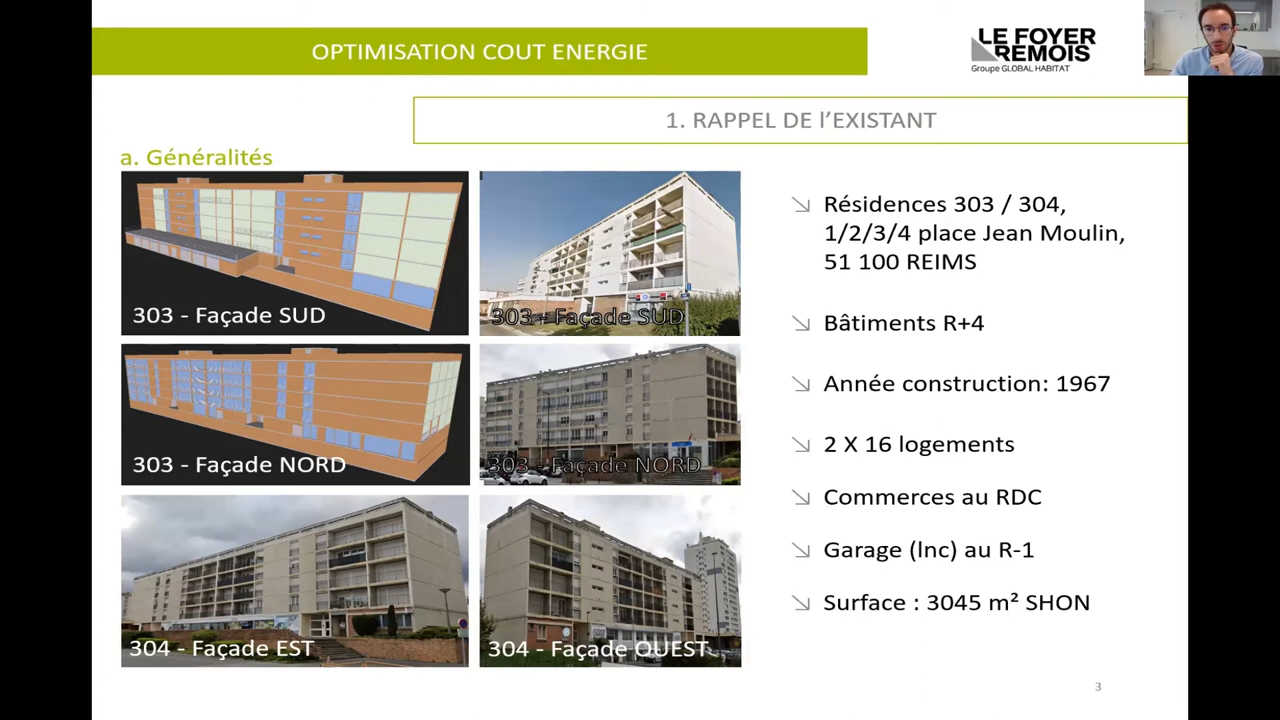 OPTIMISATION COUT ENERGIE
LE FOYER
REMOIS
Groupe GLOBAL HABITAT
1. RAPPEL DE l’EXISTANT
a. Généralités
303 - Façade SUD
303 - Façade SUD
303 - Façade NORD
303 - Façade NORD
304 - Façade EST
304 - Façade OUEST
Résidences 303 / 304,
1/2/3/4 place Jean Moulin,
51 100 REIMS
Bâtiments R+4
Année construction: 1967
2 X 16 logements
Commerces au RDC
Garage (lnc) au R-1
Surface : 3045 m² SHON
3